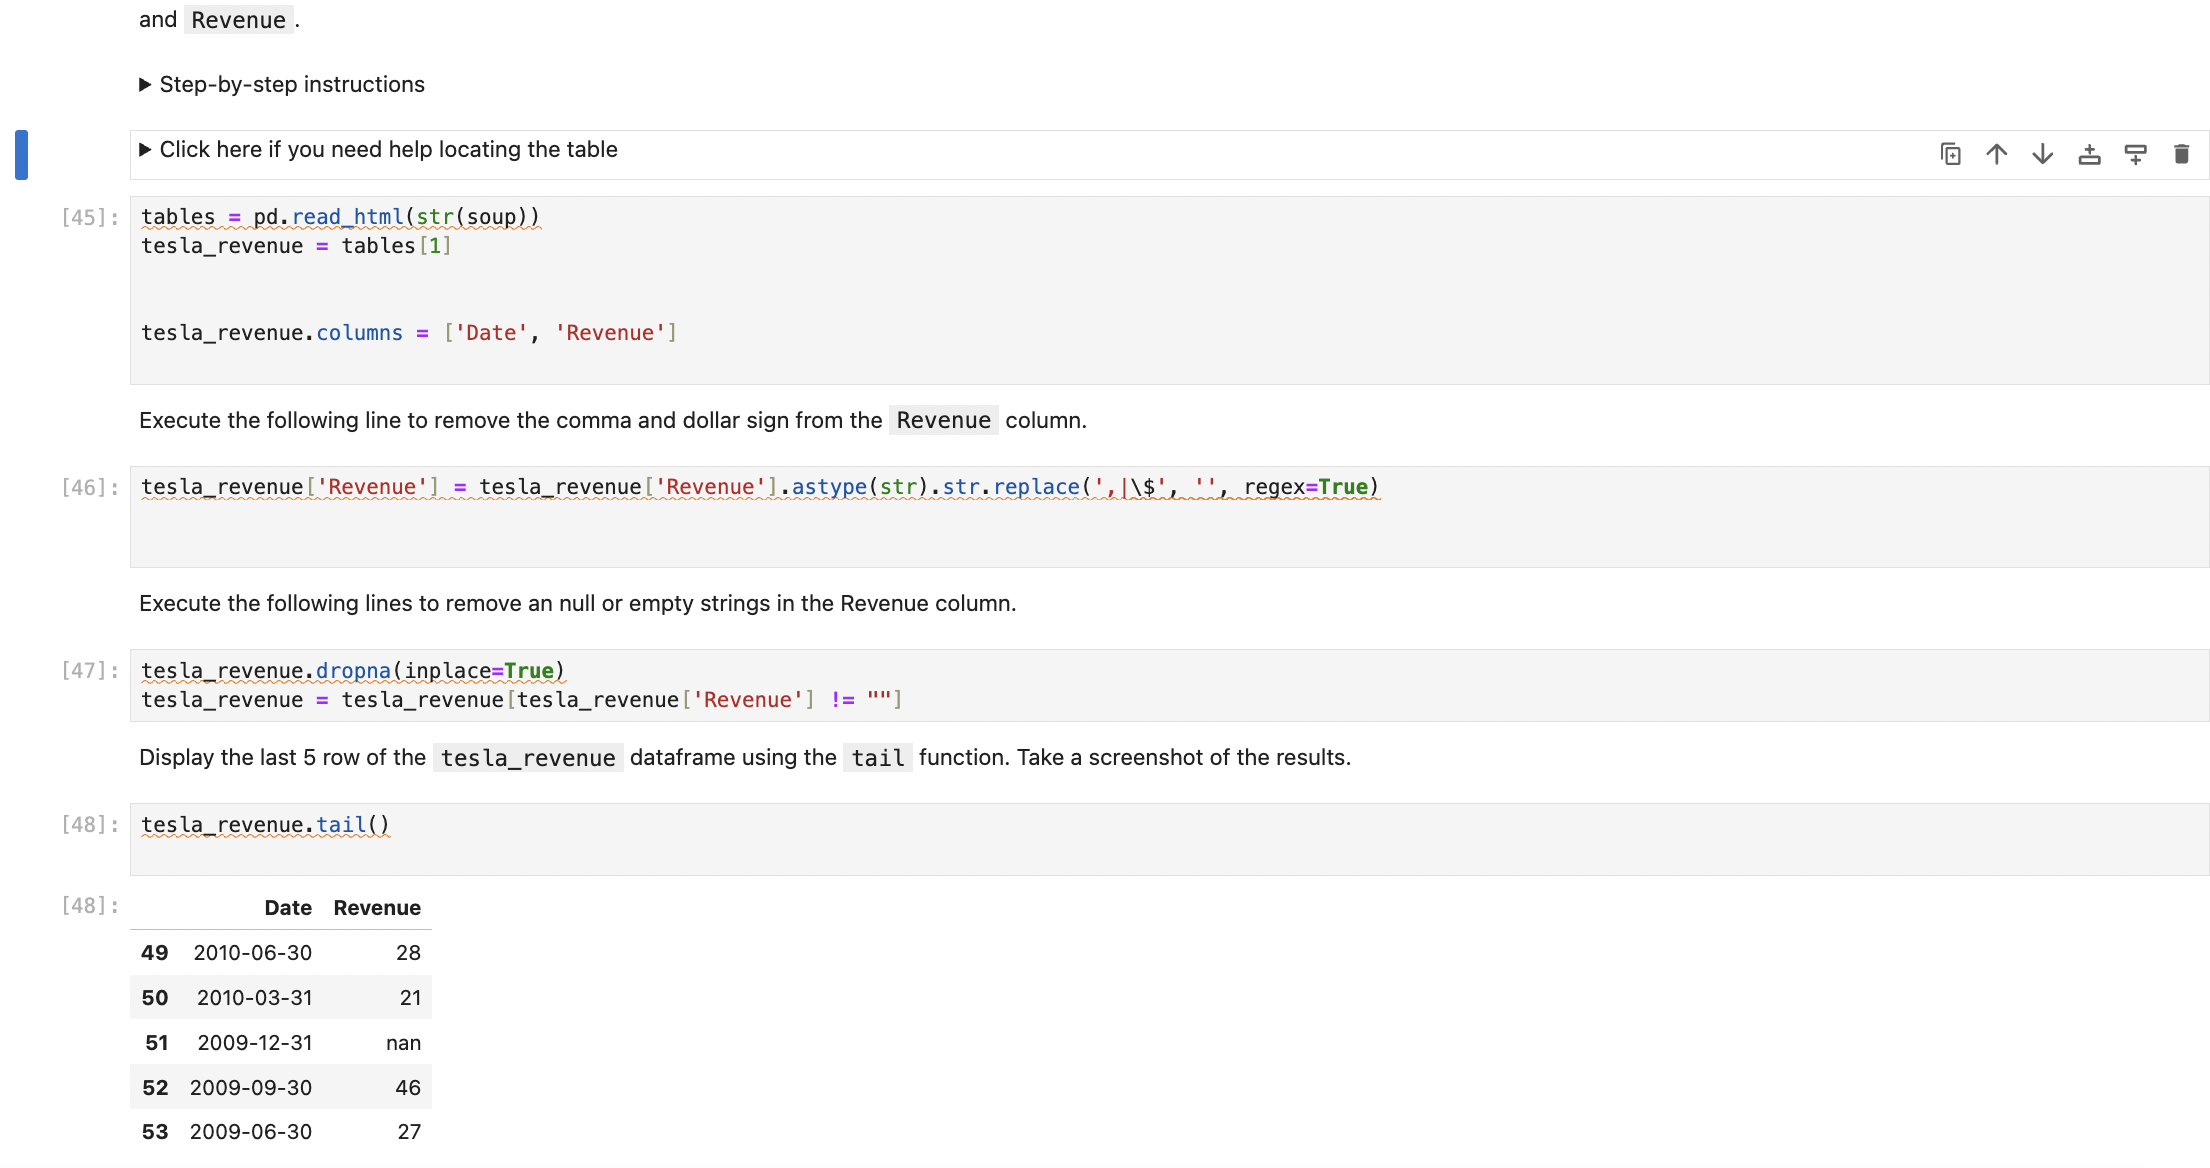 and Revenue .
▶ Step-by-step instructions
▶ Click here if you need help locating the table
[45]: tables = pd.read_html(str(soup))
tesla_revenue = tables[1]
tesla_revenue.columns = ['Date', 'Revenue']
Execute the following line to remove the comma and dollar sign from the Revenue column.
[46]: tesla_revenue['Revenue'] = tesla_revenue['Revenue'].astype(str).str.replace(',|\$', '', regex=True)
Execute the following lines to remove an null or empty strings in the Revenue column.
[47]: tesla_revenue.dropna(inplace=True)
tesla_revenue = tesla_revenue[tesla_revenue['Revenue'] != ""]
Display the last 5 row of the tesla_revenue dataframe using the tail function. Take a screenshot of the results.
[48]: tesla_revenue.tail()
[48]: Date Revenue
49 2010-06-30 28
50 2010-03-31 21
51 2009-12-31 nan
52 2009-09-30 46
53 2009-06-30 27